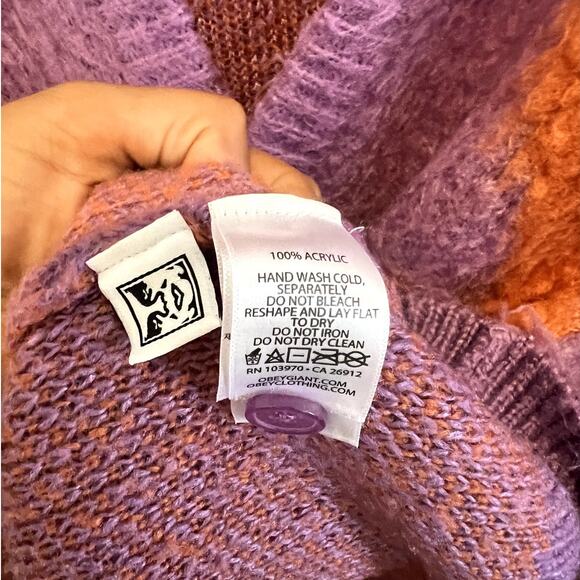 100% ACRYLIC
HAND WASH COLD,
SEPARATELY
DO NOT BLEACH
RESHAPE AND LAY FLAT
TO DRY
DO NOT IRON
DO NOT DRY CLEAN
RN 103970 • CA 26912
OBEYGIANT.COM
OBEYCLOTHING.COM